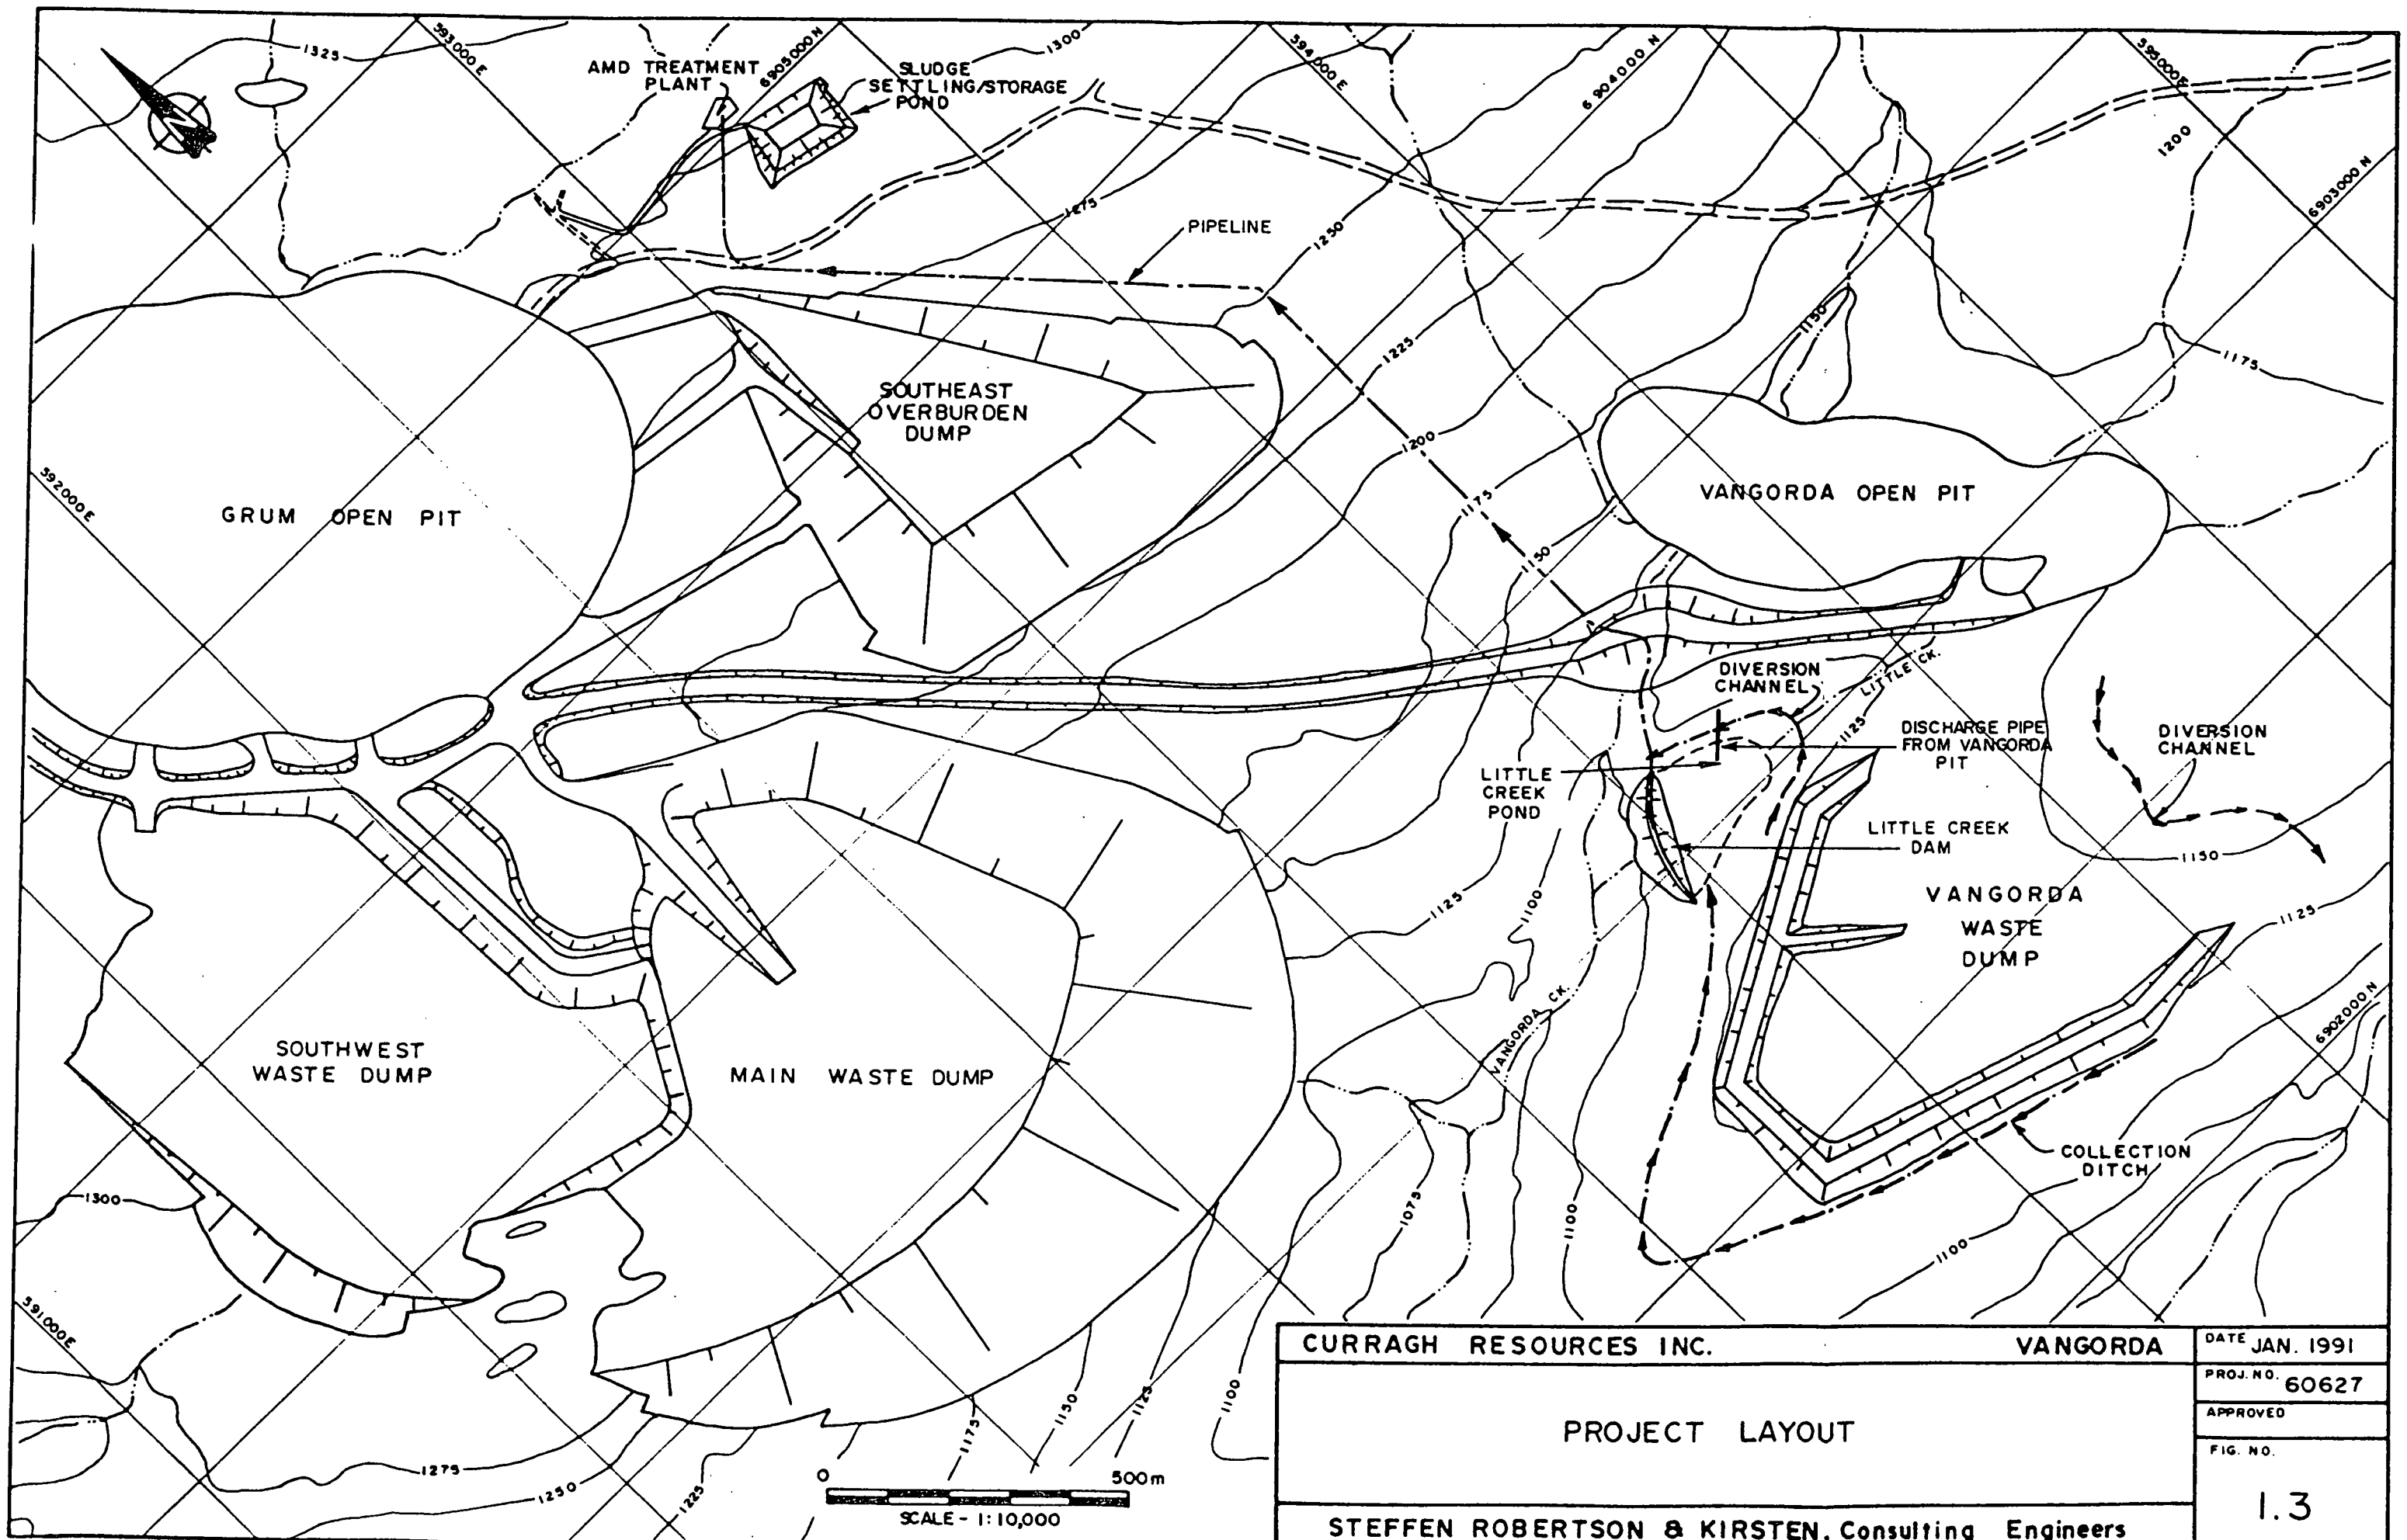 1325
593000E
AMD TREATMENT
PLANT
6905000N
SLUDGE
SETTLING/STORAGE
POND
1300
594000E
6904000 N
595000E
1200
6903000 N
N
1275
PIPELINE
1250
1225
1150
1175
SOUTHEAST
OVERBURDEN
DUMP
1200
592000E
GRUM OPEN PIT
VANGORDA OPEN PIT
1175
1150
DIVERSION
CHANNEL
LITTLE CK.
1125
DISCHARGE PIPE
FROM VANGORDA
PIT
DIVERSION
CHANNEL
LITTLE
CREEK
POND
LITTLE CREEK
DAM
1150
1125
1100
VANGORDA
WASTE
DUMP
1125
VANGORDA CK.
6902000N
SOUTHWEST
WASTE DUMP
MAIN WASTE DUMP
COLLECTION
DITCH
1300
1075
1100
1100
591000E
1275
1250
1225
1175
1150
1125
1100
0
500m
SCALE - 1:10,000
CURRAGH RESOURCES INC.
VANGORDA
DATE JAN. 1991
PROJ. NO. 60627
APPROVED
PROJECT LAYOUT
FIG. NO.
1.3
STEFFEN ROBERTSON & KIRSTEN, Consulting Engineers